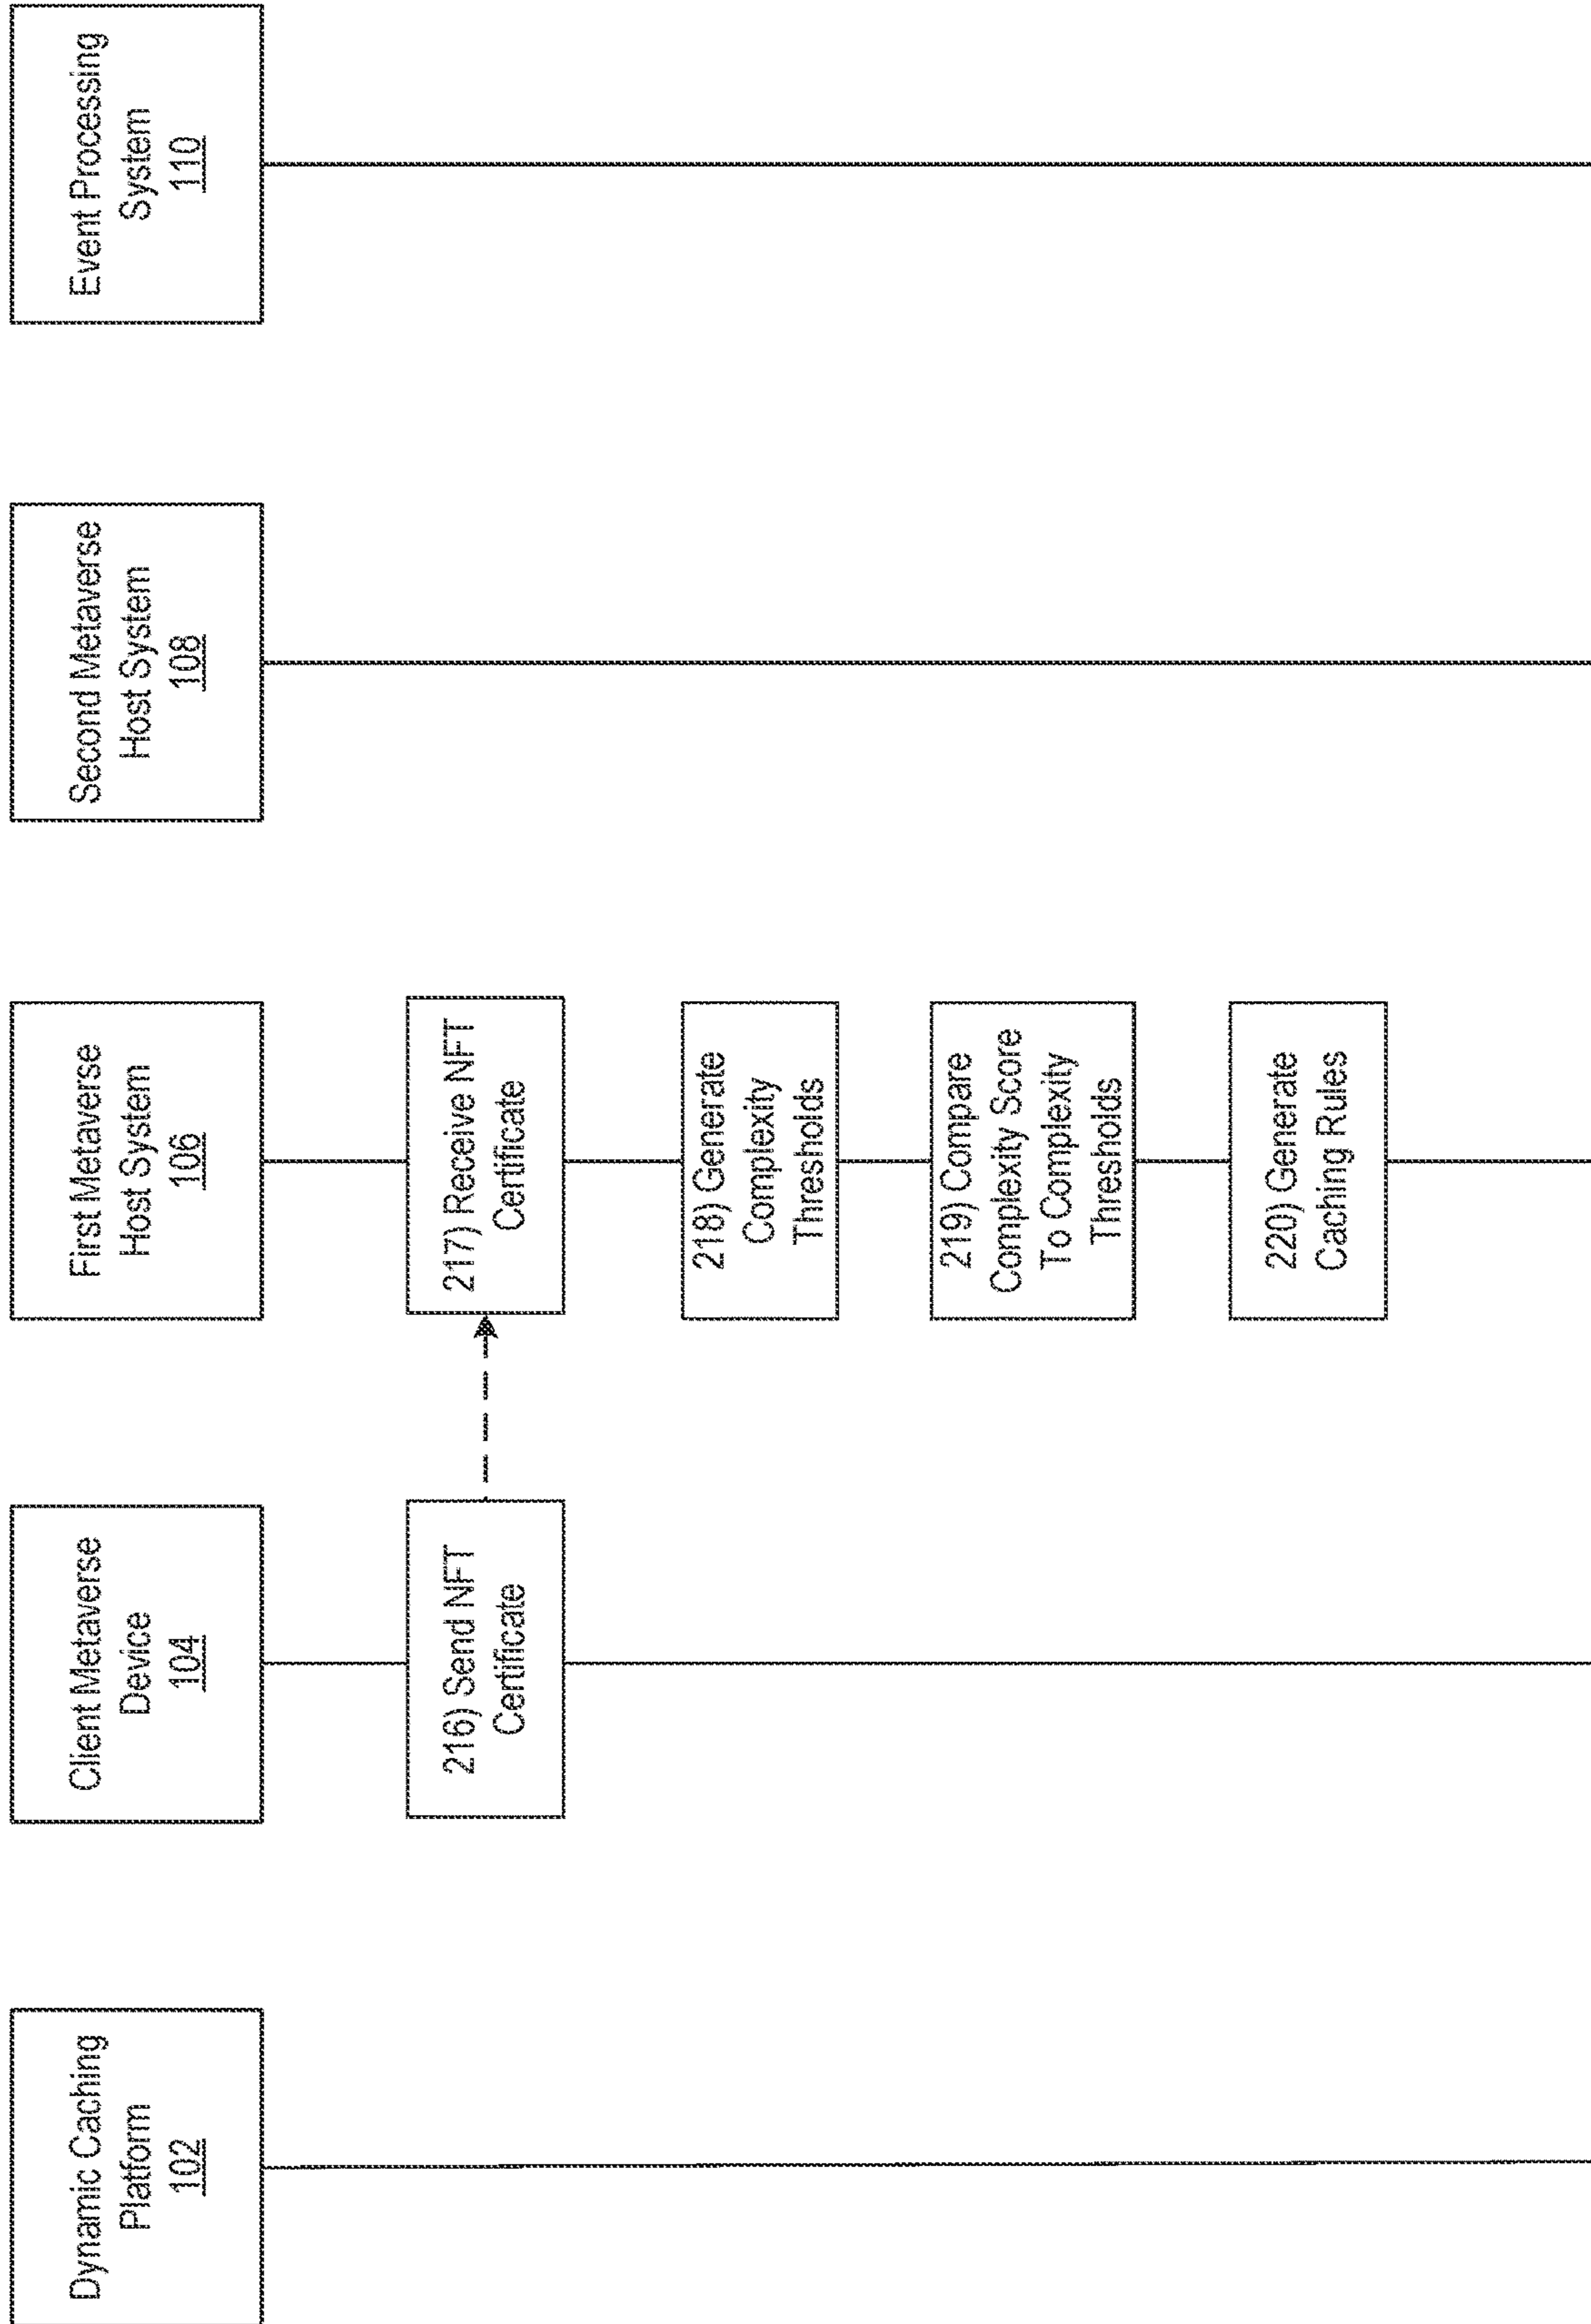 Dynamic Caching
Platform
102
Client Metaverse
Device
104
First Metaverse
Host System
106
Second Metaverse
Host System
108
Event Processing
System
110
216) Send NFT
Certificate
217) Receive NFT
Certificate
218) Generate
Complexity
Thresholds
219) Compare
Complexity Score
To Complexity
Thresholds
220) Generate
Caching Rules